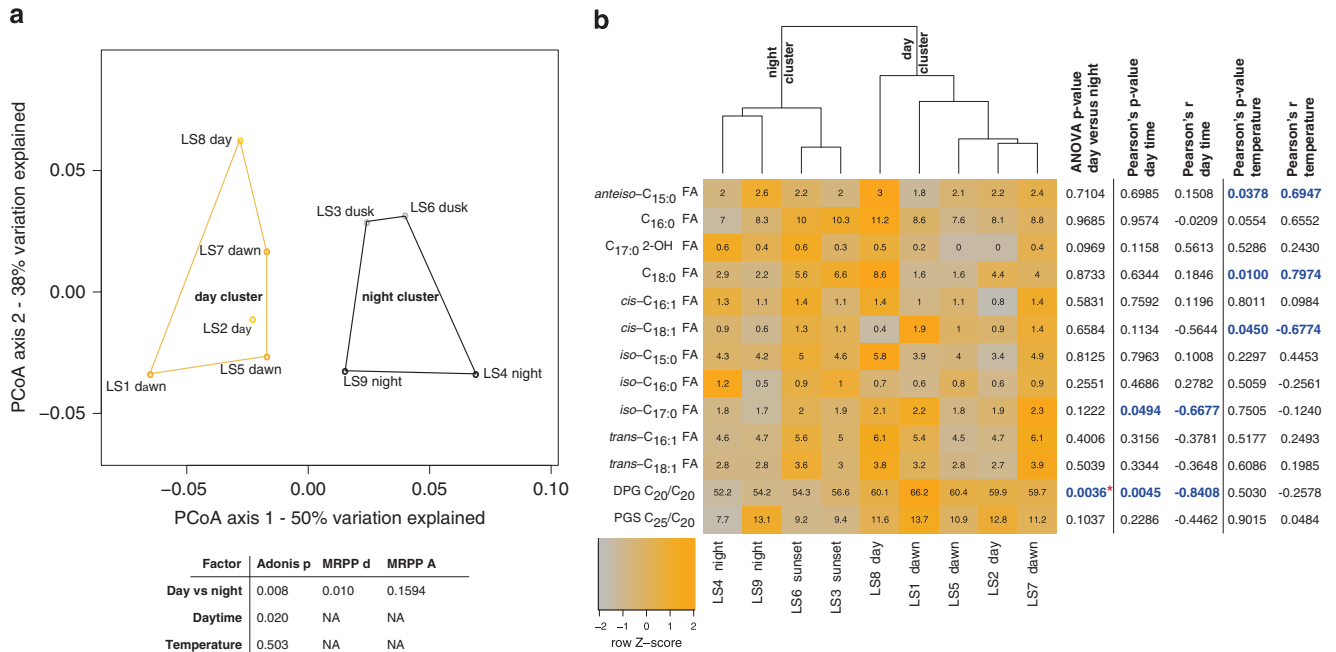 a
PCoA axis 2 - 38% variation explained
0.05
0.00
−0.05
LS8 day
LS7 dawn
day cluster
LS2 day
LS5 dawn
LS1 dawn
LS3 dusk
LS6 dusk
night cluster
LS9 night
LS4 night
−0.05 0.00 0.05 0.10
PCoA axis 1 - 50% variation explained
Factor Adonis p MRPP d MRPP A
Day vs night 0.008 0.010 0.1594
Daytime 0.020 NA NA
Temperature 0.503 NA NA
b
night cluster
day cluster
ANOVA p-value day versus night
Pearson's p-value day time
Pearson's r day time
Pearson's p-value temperature
Pearson's r temperature
anteiso–C15:0 FA 2 2.6 2.2 2 3 1.8 2.1 2.2 2.4 0.7104 0.6985 0.1508 0.0378 0.6947
C16:0 FA 7 8.3 10 10.3 11.2 8.6 7.6 8.1 8.8 0.9685 0.9574 -0.0209 0.0554 0.6552
C17:0 2-OH FA 0.6 0.4 0.6 0.3 0.5 0.2 0 0 0.4 0.0969 0.1158 0.5613 0.5286 0.2430
C18:0 FA 2.9 2.2 5.6 6.6 8.6 1.6 1.6 4.4 4 0.8733 0.6344 0.1846 0.0100 0.7974
cis–C16:1 FA 1.3 1.1 1.4 1.1 1.4 1 1.1 0.8 1.4 0.5831 0.7592 0.1196 0.8011 0.0984
cis–C18:1 FA 0.9 0.6 1.3 1.1 0.4 1.9 1 0.9 1.4 0.6584 0.1134 -0.5644 0.0450 -0.6774
iso–C15:0 FA 4.3 4.2 5 4.6 5.8 3.9 4 3.4 4.9 0.8125 0.7963 0.1008 0.2297 0.4453
iso–C16:0 FA 1.2 0.5 0.9 1 0.7 0.6 0.8 0.6 0.9 0.2551 0.4686 0.2782 0.5059 -0.2561
iso–C17:0 FA 1.8 1.7 2 1.9 2.1 2.2 1.8 1.9 2.3 0.1222 0.0494 -0.6677 0.7505 -0.1240
trans–C16:1 FA 4.6 4.7 5.6 5 6.1 5.4 4.5 4.7 6.1 0.4006 0.3156 -0.3781 0.5177 0.2493
trans–C18:1 FA 2.8 2.8 3.6 3 3.8 3.2 2.8 2.7 3.9 0.5039 0.3344 -0.3648 0.6086 0.1985
DPG C20/C20 52.2 54.2 54.3 56.6 60.1 66.2 60.4 59.9 59.7 0.0036* 0.0045 -0.8408 0.5030 -0.2578
PGS C25/C20 7.7 13.1 9.2 9.4 11.6 13.7 10.9 12.8 11.2 0.1037 0.2286 -0.4462 0.9015 0.0484
LS4 night
LS9 night
LS6 sunset
LS3 sunset
LS8 day
LS1 dawn
LS5 dawn
LS2 day
LS7 dawn
−2 −1 0 1 2
row Z–score